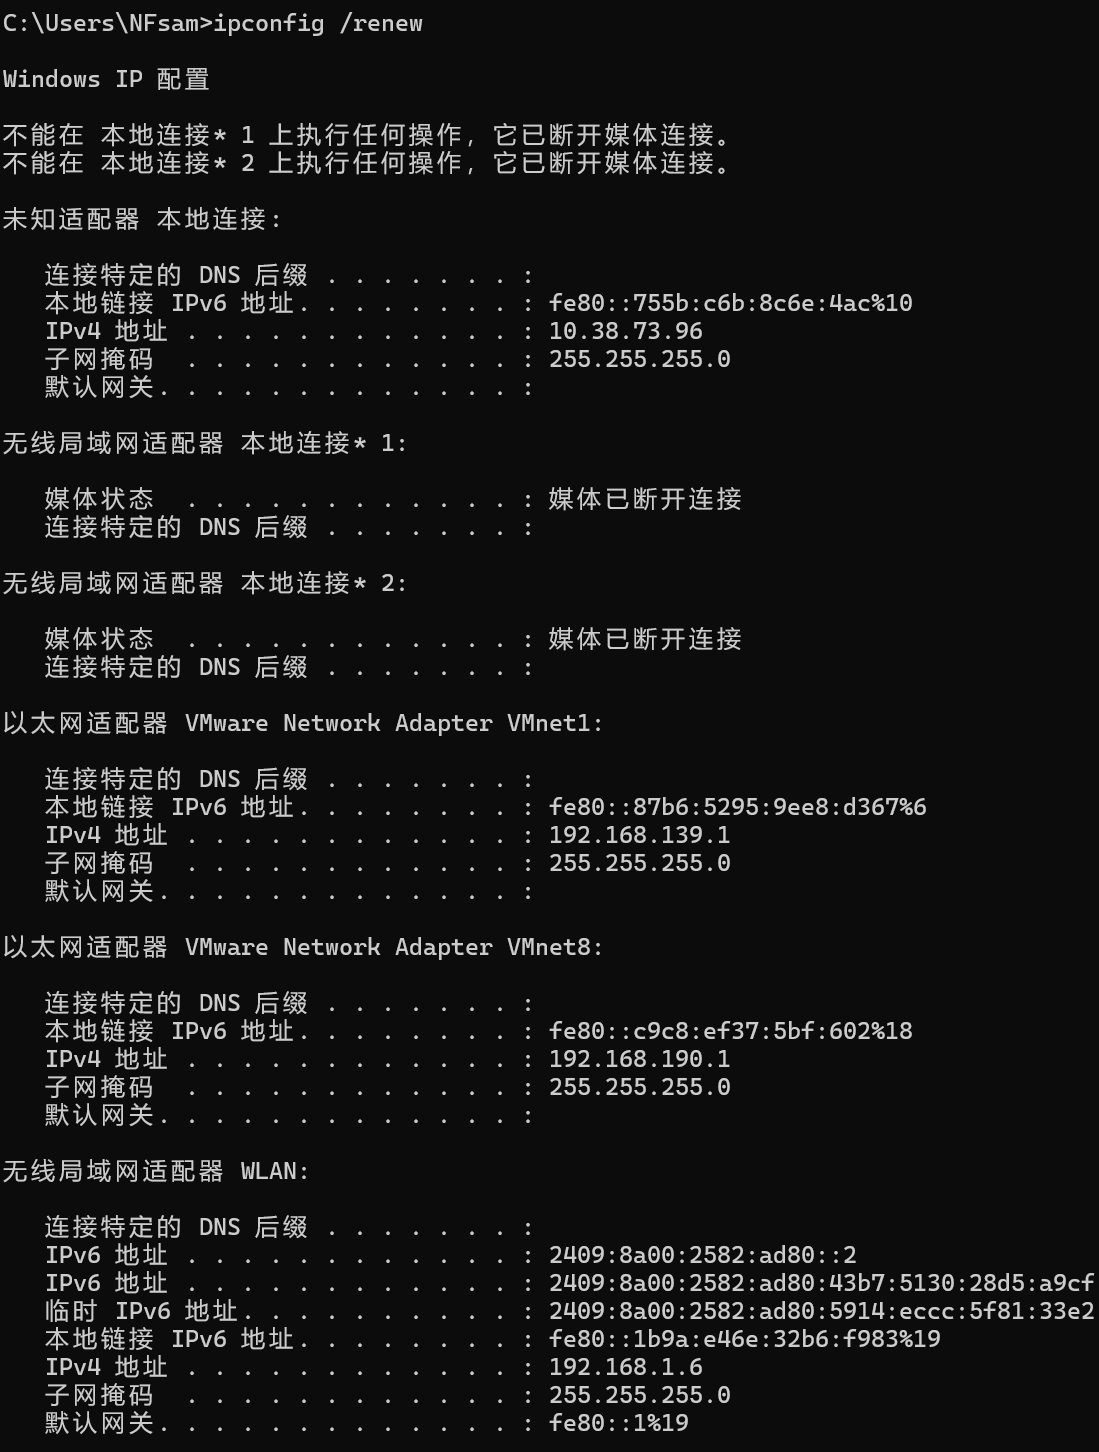 C:\Users\NFsam>ipconfig /renew
Windows IP 配置
不能在 本地连接* 1 上执行任何操作，它已断开媒体连接。
不能在 本地连接* 2 上执行任何操作，它已断开媒体连接。
未知适配器 本地连接:
连接特定的 DNS 后缀 . . . . . . . :
本地链接 IPv6 地址. . . . . . . . : fe80::755b:c6b:8c6e:4ac%10
IPv4 地址 . . . . . . . . . . . . : 10.38.73.96
子网掩码  . . . . . . . . . . . . : 255.255.255.0
默认网关. . . . . . . . . . . . . :
无线局域网适配器 本地连接* 1:
媒体状态  . . . . . . . . . . . . : 媒体已断开连接
连接特定的 DNS 后缀 . . . . . . . :
无线局域网适配器 本地连接* 2:
媒体状态  . . . . . . . . . . . . : 媒体已断开连接
连接特定的 DNS 后缀 . . . . . . . :
以太网适配器 VMware Network Adapter VMnet1:
连接特定的 DNS 后缀 . . . . . . . :
本地链接 IPv6 地址. . . . . . . . : fe80::87b6:5295:9ee8:d367%6
IPv4 地址 . . . . . . . . . . . . : 192.168.139.1
子网掩码  . . . . . . . . . . . . : 255.255.255.0
默认网关. . . . . . . . . . . . . :
以太网适配器 VMware Network Adapter VMnet8:
连接特定的 DNS 后缀 . . . . . . . :
本地链接 IPv6 地址. . . . . . . . : fe80::c9c8:ef37:5bf:602%18
IPv4 地址 . . . . . . . . . . . . : 192.168.190.1
子网掩码  . . . . . . . . . . . . : 255.255.255.0
默认网关. . . . . . . . . . . . . :
无线局域网适配器 WLAN:
连接特定的 DNS 后缀 . . . . . . . :
IPv6 地址 . . . . . . . . . . . . : 2409:8a00:2582:ad80::2
IPv6 地址 . . . . . . . . . . . . : 2409:8a00:2582:ad80:43b7:5130:28d5:a9cf
临时 IPv6 地址. . . . . . . . . . : 2409:8a00:2582:ad80:5914:eccc:5f81:33e2
本地链接 IPv6 地址. . . . . . . . : fe80::1b9a:e46e:32b6:f983%19
IPv4 地址 . . . . . . . . . . . . : 192.168.1.6
子网掩码  . . . . . . . . . . . . : 255.255.255.0
默认网关. . . . . . . . . . . . . : fe80::1%19